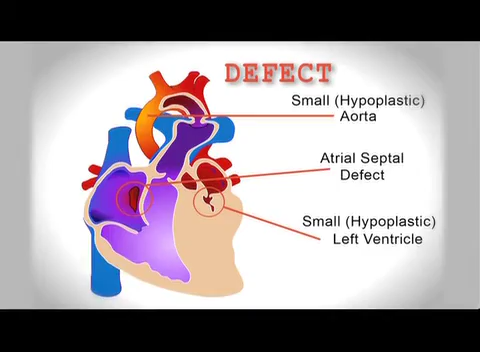 DEFECT
Small (Hypoplastic)
Aorta
Atrial Septal
Defect
Small (Hypoplastic)
Left Ventricle